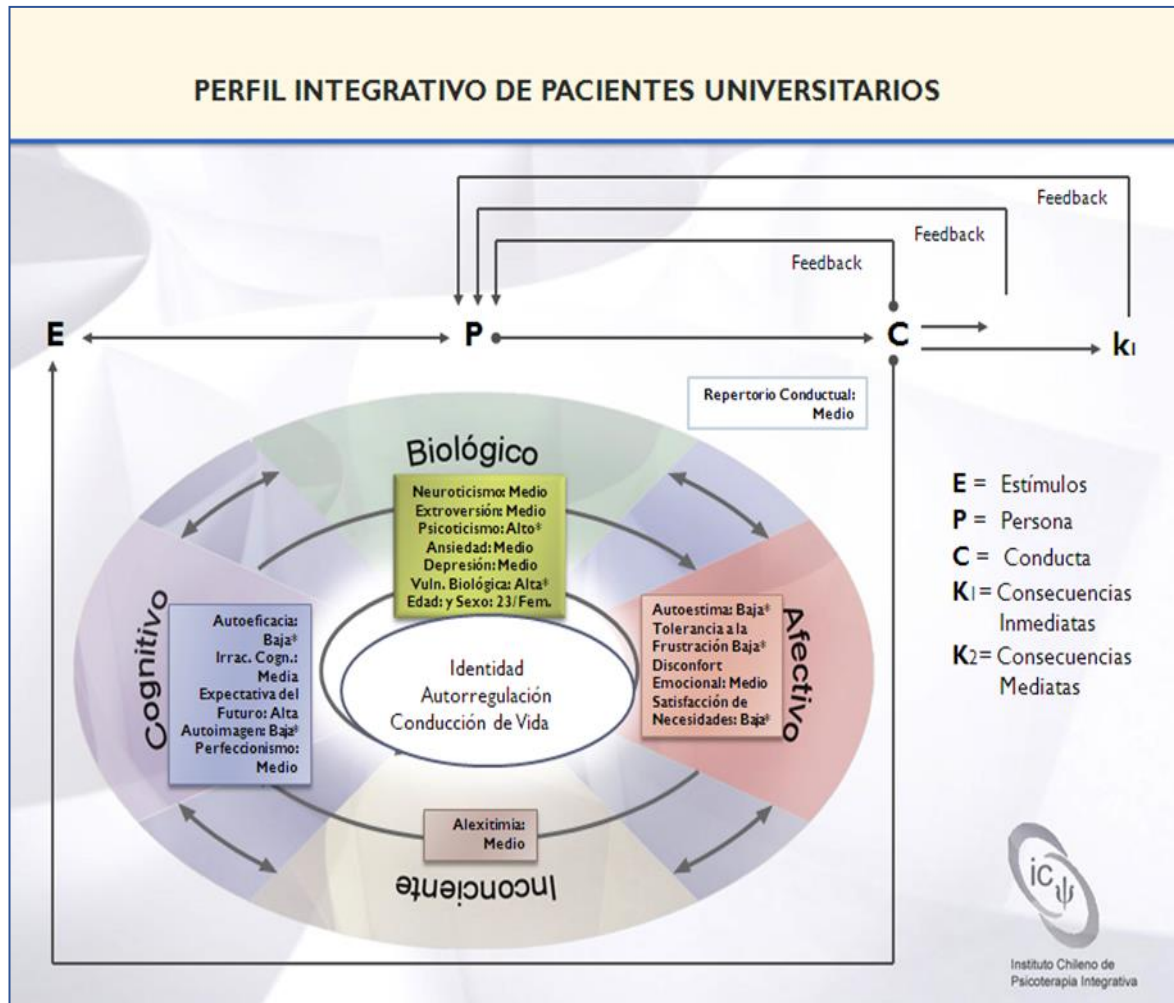 PERFIL INTEGRATIVO DE PACIENTES UNIVERSITARIOS
Feedback
Feedback
Feedback
E
P
C
k1
Repertorio Conductual:
Medio
Biológico
Neuroticismo: Medio
Extroversión: Medio
Psicoticismo: Alto*
Ansiedad: Medio
Depresión: Medio
Vuln. Biológica: Alta*
Edad: y Sexo: 23/Fem.
Cognitivo
Autoeficacia:
Baja*
Irrac. Cogn.:
Media
Expectativa del
Futuro: Alta
Autoimagen: Baja*
Perfeccionismo:
Medio
Identidad
Autorregulación
Conducción de Vida
Afectivo
Autoestima: Baja*
Tolerancia a la
Frustración Baja*
Disconfort
Emocional: Medio
Satisfacción de
Necesidades: Baja*
Alexitimia:
Medio
Inconciente
E = Estímulos
P = Persona
C = Conducta
K1= Consecuencias
Inmediatas
K2= Consecuencias
Mediatas
iCψ
Instituto Chileno de
Psicoterapia Integrativa